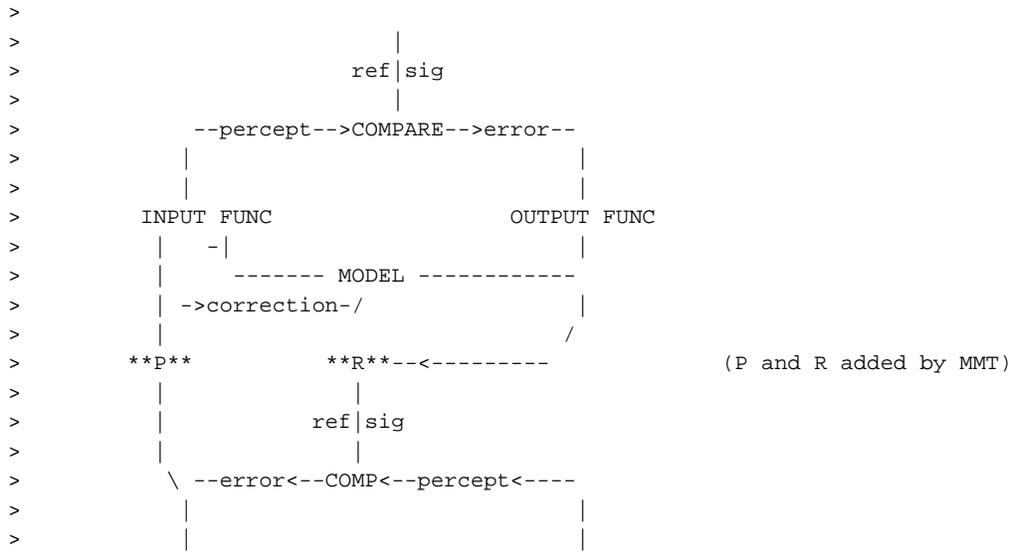 >
>                              |
>                          ref|sig
>                              |
>              --percept-->COMPARE-->error--
>             |                              |
>             |                              |
>          INPUT FUNC                  OUTPUT FUNC
>           |   -|                           |
>           |     ------- MODEL ------------
>           | ->correction-/                 |
>           |                               /
>         **P**          **R**--<---------             (P and R added by MMT)
>           |              |
>           |           ref|sig
>           |              |
>            \ --error<--COMP<--percept<----
>             |                              |
>             |                              |